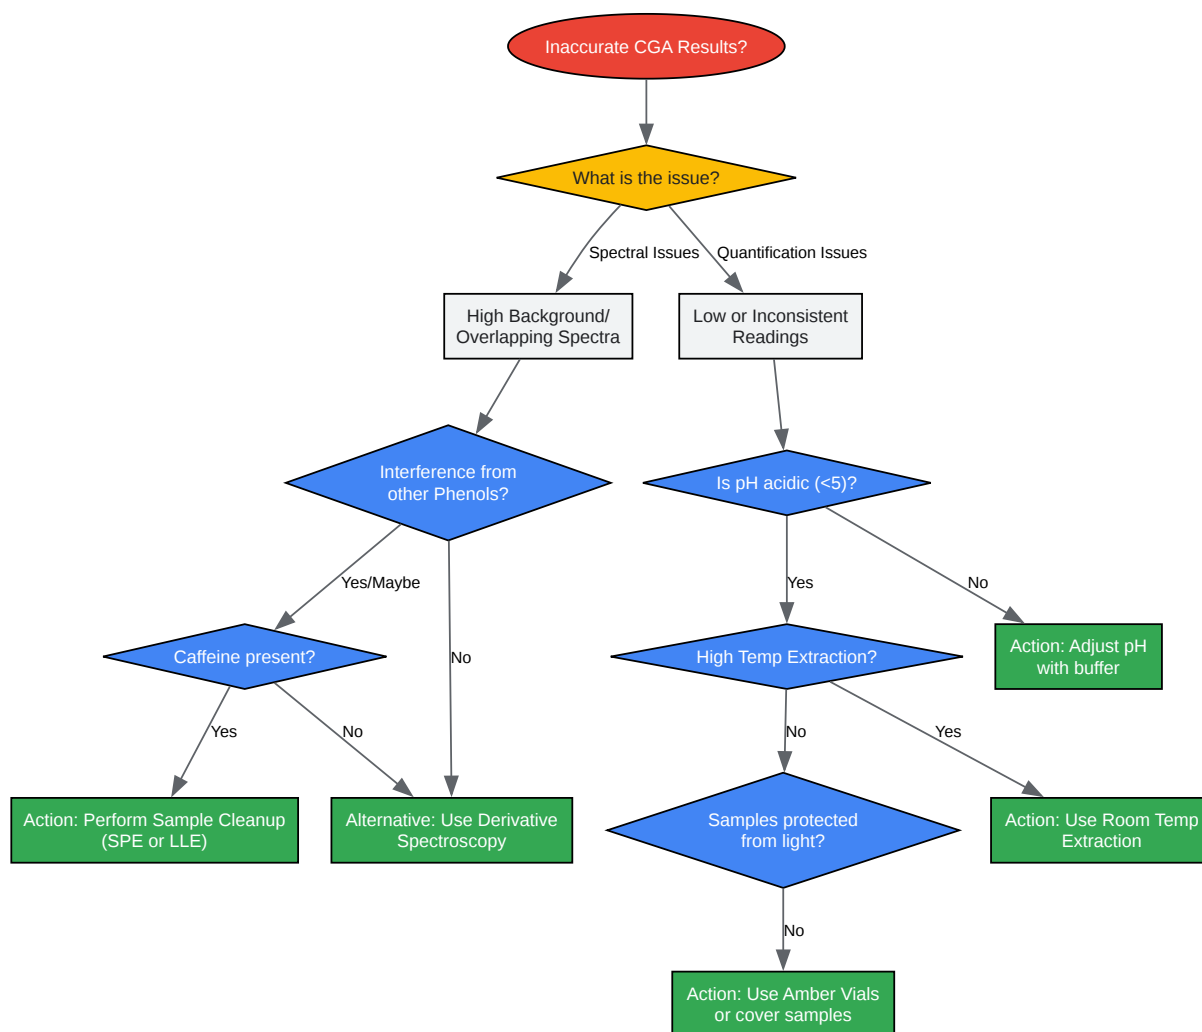 Inaccurate CGA Results?
What is the issue?
Spectral Issues
Quantification Issues
High Background/
Overlapping Spectra
Low or Inconsistent
Readings
Interference from
other Phenols?
Is pH acidic (<5)?
Yes/Maybe
No
Yes
No
Caffeine present?
High Temp Extraction?
Action: Adjust pH
with buffer
Yes
No
No
Yes
Action: Perform Sample Cleanup
(SPE or LLE)
Alternative: Use Derivative
Spectroscopy
Samples protected
from light?
Action: Use Room Temp
Extraction
No
Action: Use Amber Vials
or cover samples